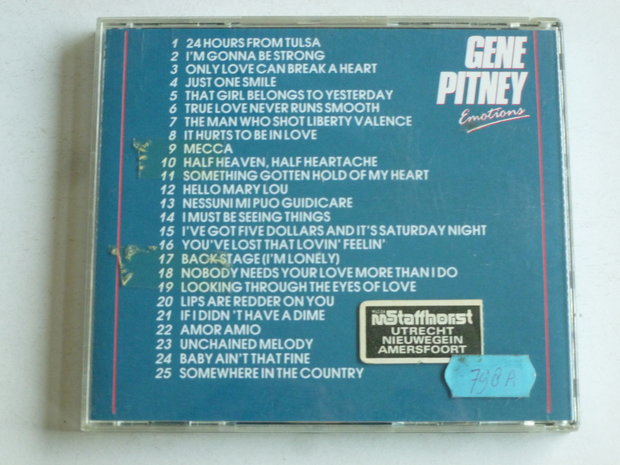 GENE
PITNEY
Emotions
1 24 HOURS FROM TULSA
2 I'M GONNA BE STRONG
3 ONLY LOVE CAN BREAK A HEART
4 JUST ONE SMILE
5 THAT GIRL BELONGS TO YESTERDAY
6 TRUE LOVE NEVER RUNS SMOOTH
7 THE MAN WHO SHOT LIBERTY VALENCE
8 IT HURTS TO BE IN LOVE
9 MECCA
10 HALF HEAVEN, HALF HEARTACHE
11 SOMETHING GOTTEN HOLD OF MY HEART
12 HELLO MARY LOU
13 NESSUNI MI PUO GUIDICARE
14 I MUST BE SEEING THINGS
15 I'VE GOT FIVE DOLLARS AND IT'S SATURDAY NIGHT
16 YOU'VE LOST THAT LOVIN' FEELIN'
17 BACK STAGE (I'M LONELY)
18 NOBODY NEEDS YOUR LOVE MORE THAN I DO
19 LOOKING THROUGH THE EYES OF LOVE
20 LIPS ARE REDDER ON YOU
21 IF I DIDN'T HAVE A DIME
22 AMOR AMIO
23 UNCHAINED MELODY
24 BABY AIN'T THAT FINE
25 SOMEWHERE IN THE COUNTRY
Staffhorst
UTRECHT
NIEUWEGEIN
AMERSFOORT